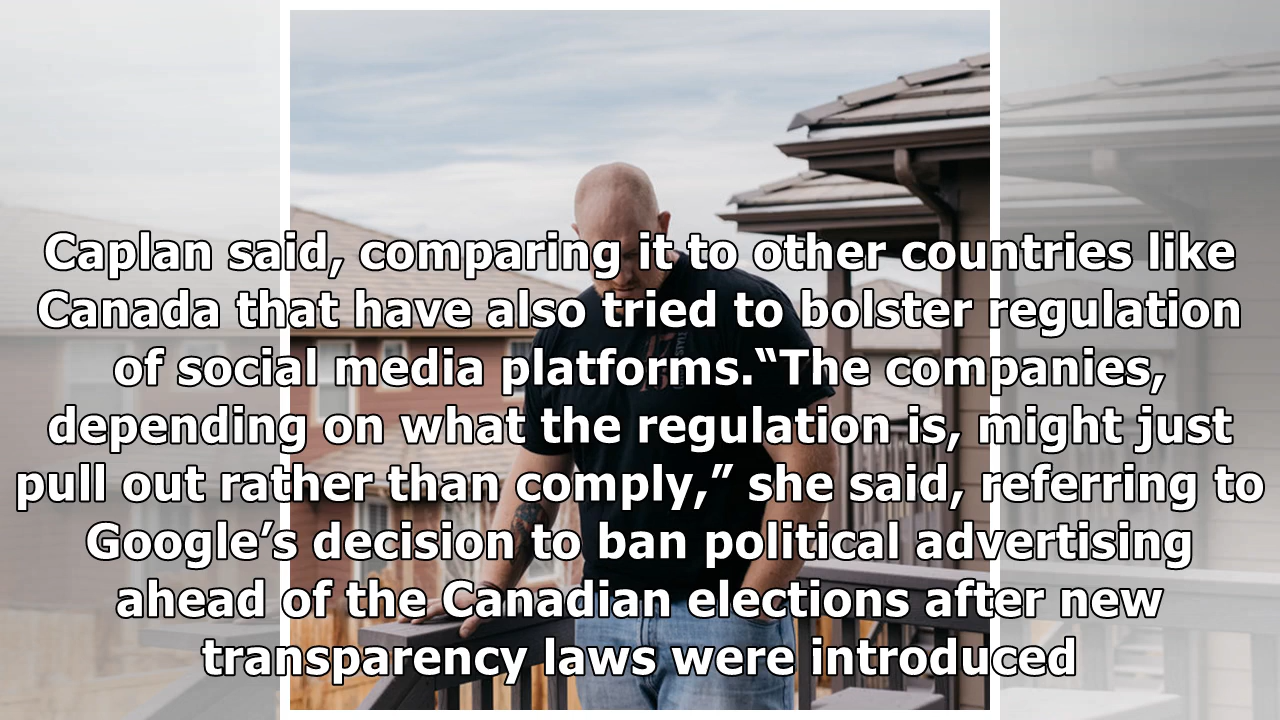 Caplan said, comparing it to other countries like
Canada that have also tried to bolster regulation
of social media platforms.“The companies,
depending on what the regulation is, might just
pull out rather than comply,” she said, referring to
Google’s decision to ban political advertising
ahead of the Canadian elections after new
transparency laws were introduced